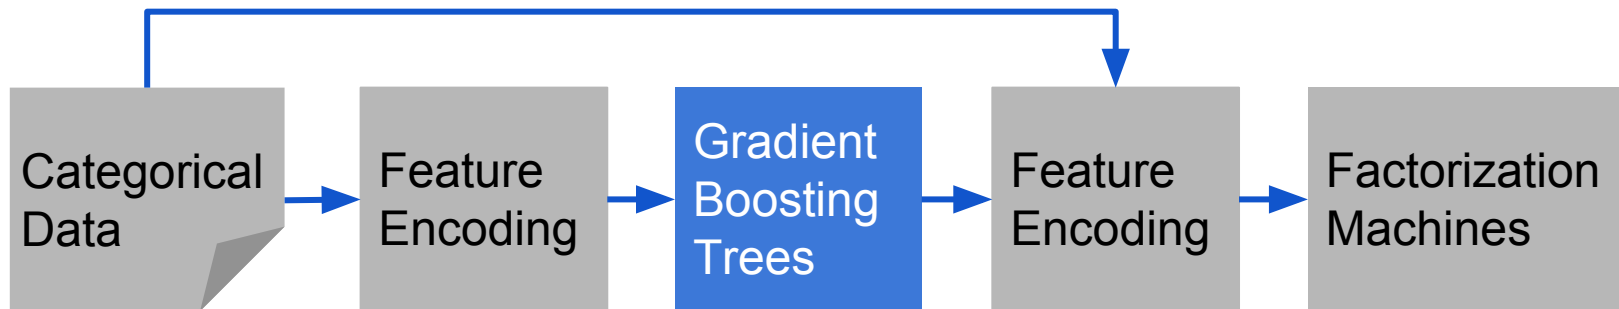 Categorical
Data
Feature
Encoding
Gradient
Boosting
Trees
Feature
Encoding
Factorization
Machines